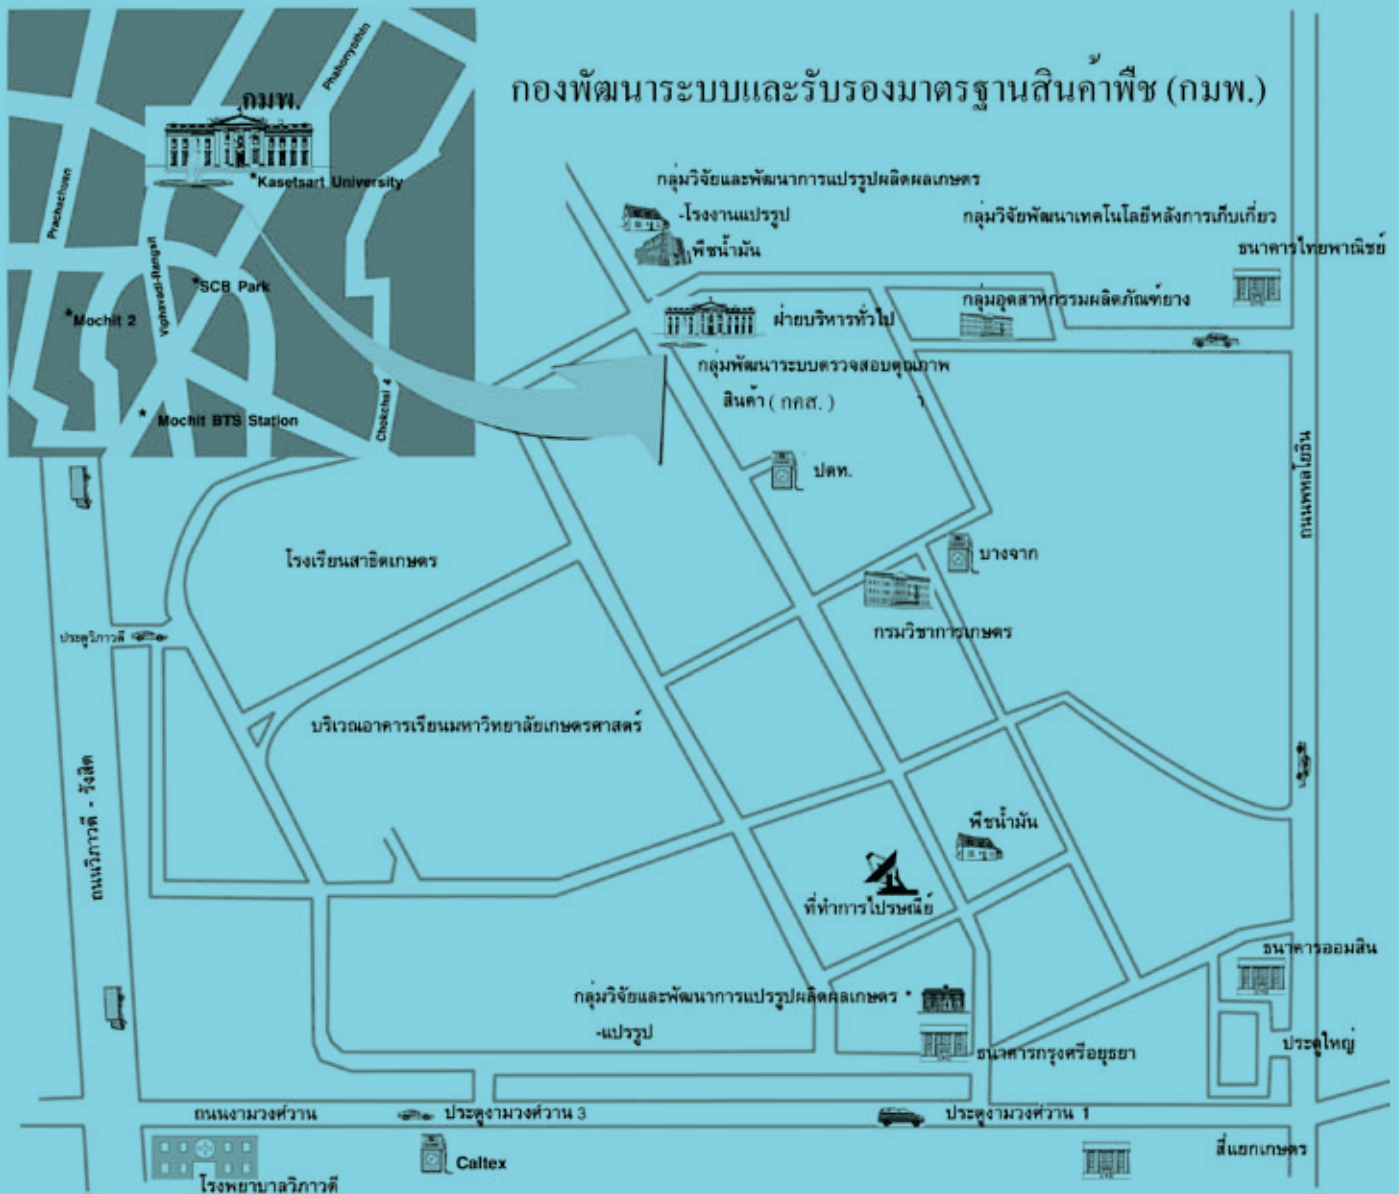 กองพัฒนาระบบและรับรองมาตรฐานสินค้าพืช (กมพ.)
Phahonyothin
กมพ.
Kasetsart University
Prachachuen
Viphavadi-Rangsit
SCB Park
Mochit 2
Mochit BTS Station
Chokchai 4
กลุ่มวิจัยและพัฒนาการแปรรูปผลิตผลเกษตร
-โรงงานแปรรูป
พืชน้ำมัน
กลุ่มวิจัยพัฒนาเทคโนโลยีหลังการเก็บเกี่ยว
ธนาคารไทยพาณิชย์
กลุ่มอุตสาหกรรมผลิตภัณฑ์ยาง
ฝ่ายบริหารทั่วไป
กลุ่มพัฒนาระบบตรวจสอบคุณภาพ
สินค้า ( กคส. )
า
ปตท.
ถนนพหลโยธิน
บางจาก
โรงเรียนสาธิตเกษตร
กรมวิชาการเกษตร
ประตูวิภาวดี
บริเวณอาคารเรียนมหาวิทยาลัยเกษตรศาสตร์
ถนนวิภาวดี - รังสิต
พืชน้ำมัน
ที่ทำการไปรษณีย์
ธนาคารออมสิน
กลุ่มวิจัยและพัฒนาการแปรรูปผลิตผลเกษตร
-แปรรูป
ธนาคารกรุงศรีอยุธยา
ประตูใหญ่
ถนนงามวงศ์วาน
ประตูงามวงศ์วาน 3
ประตูงามวงศ์วาน 1
สี่แยกเกษตร
Caltex
โรงพยาบาลวิภาวดี